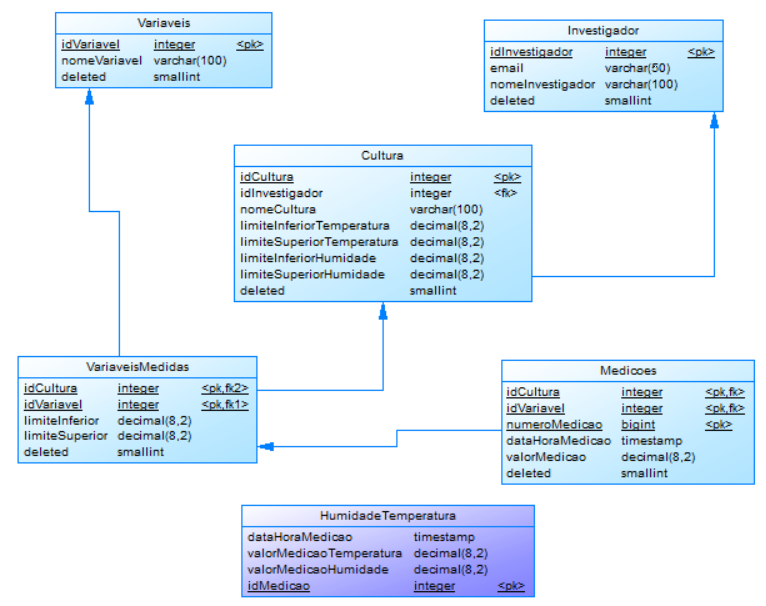 Variaveis
idVariavel integer <pk>
nomeVariavel varchar(100)
deleted smallint
Investigador
idInvestigador integer <pk>
email varchar(50)
nomeInvestigador varchar(100)
deleted smallint
Cultura
idCultura integer <pk>
idInvestigador integer <fk>
nomeCultura varchar(100)
limiteInferiorTemperatura decimal(8,2)
limiteSuperiorTemperatura decimal(8,2)
limiteInferiorHumidade decimal(8,2)
limiteSuperiorHumidade decimal(8,2)
deleted smallint
VariaveisMedidas
idCultura integer <pk,fk2>
idVariavel integer <pk,fk1>
limiteInferior decimal(8,2)
limiteSuperior decimal(8,2)
deleted smallint
Medicoes
idCultura integer <pk,fk>
idVariavel integer <pk,fk>
numeroMedicao bigint <pk>
dataHoraMedicao timestamp
valorMedicao decimal(8,2)
deleted smallint
HumidadeTemperatura
dataHoraMedicao timestamp
valorMedicaoTemperatura decimal(8,2)
valorMedicaoHumidade decimal(8,2)
idMedicao integer <pk>